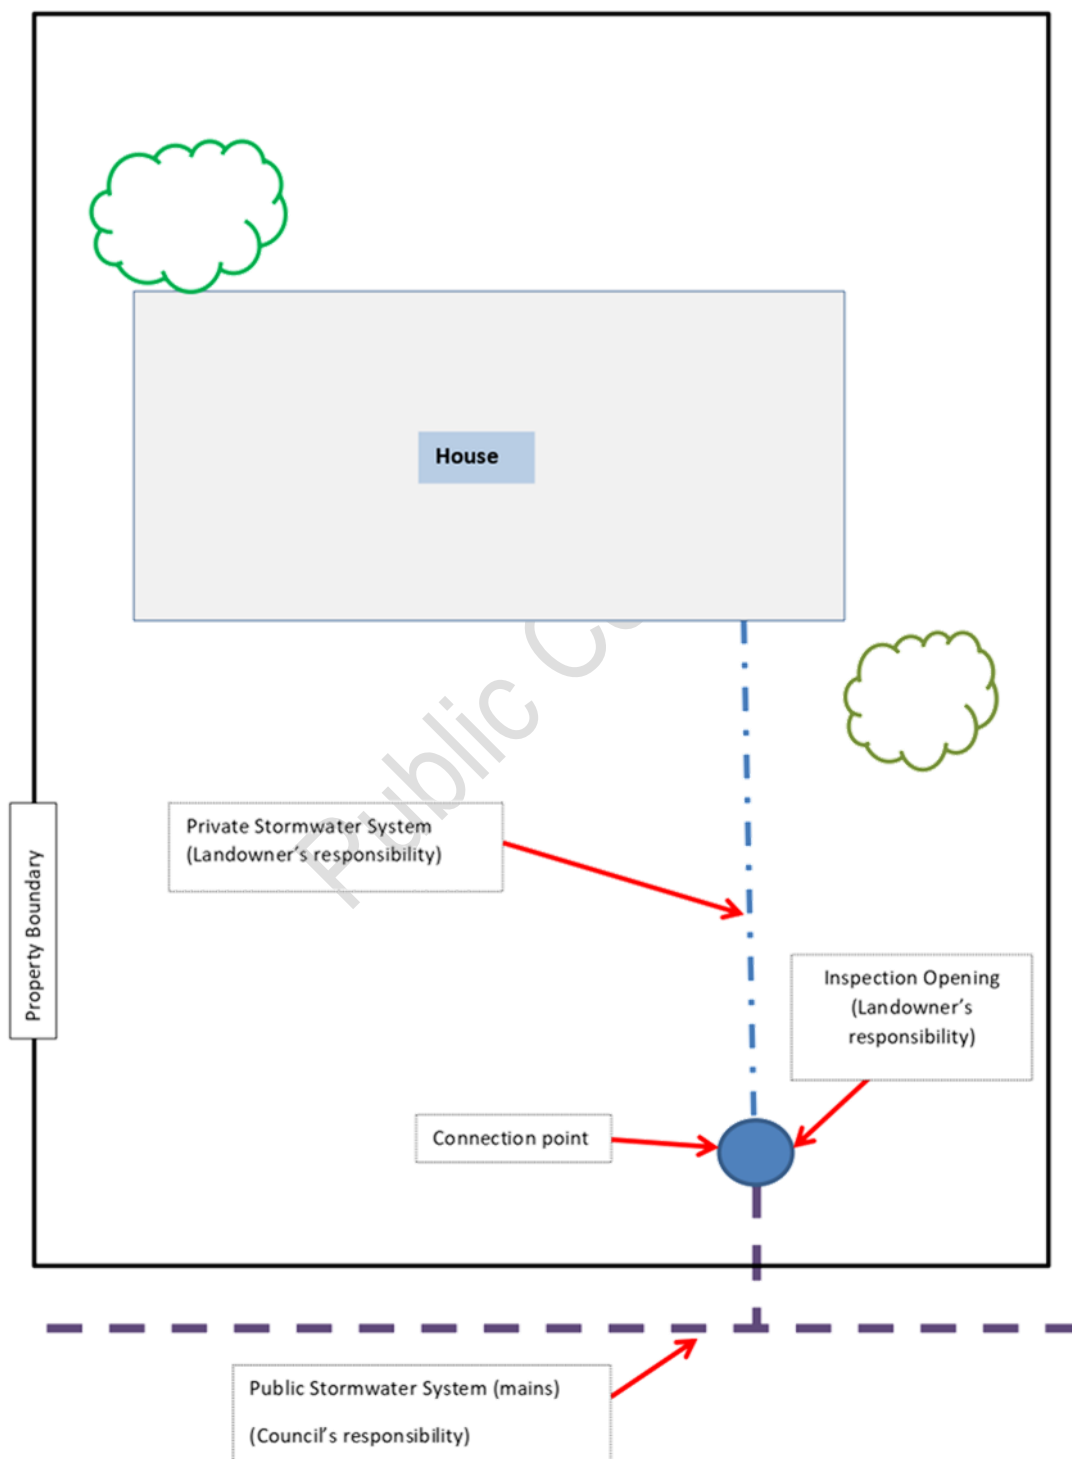 House
Public Co
Private Stormwater System
(Landowner's responsibility)
Property Boundary
Inspection Opening
(Landowner's
responsibility)
Connection point
Public Stormwater System (mains)
(Council's responsibility)